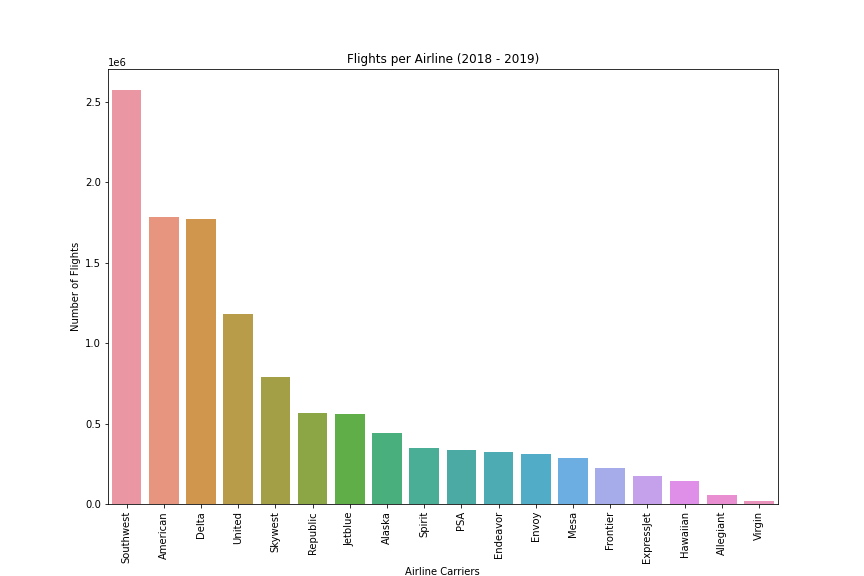 Flights per Airline (2018 - 2019)
1e6
2.5
2.0
1.5
1.0
0.5
0.0
Number of Flights
Southwest
American
Delta
United
Skywest
Republic
Jetblue
Alaska
Spirit
PSA
Endeavor
Envoy
Mesa
Frontier
ExpressJet
Hawaiian
Allegiant
Virgin
Airline Carriers